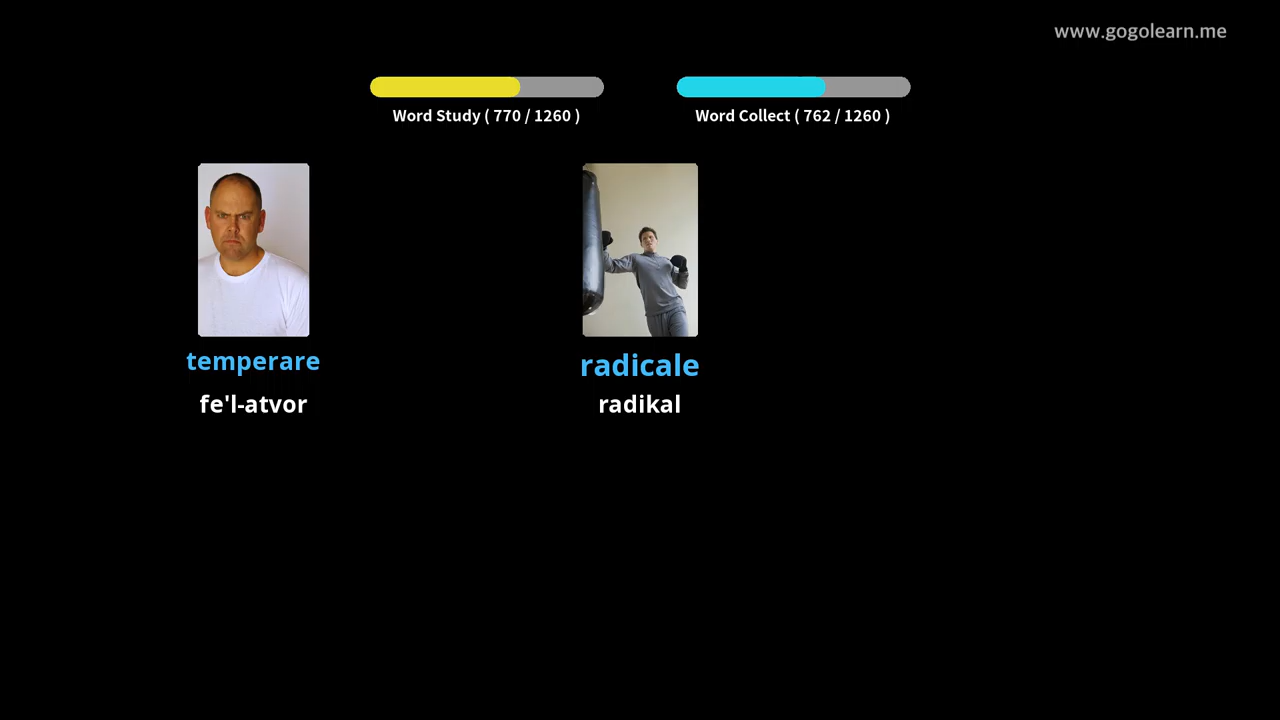 www.gogolearn.me
Word Study ( 770 / 1260 )
Word Collect ( 762 / 1260 )
temperare
radicale
fe'l-atvor
radikal